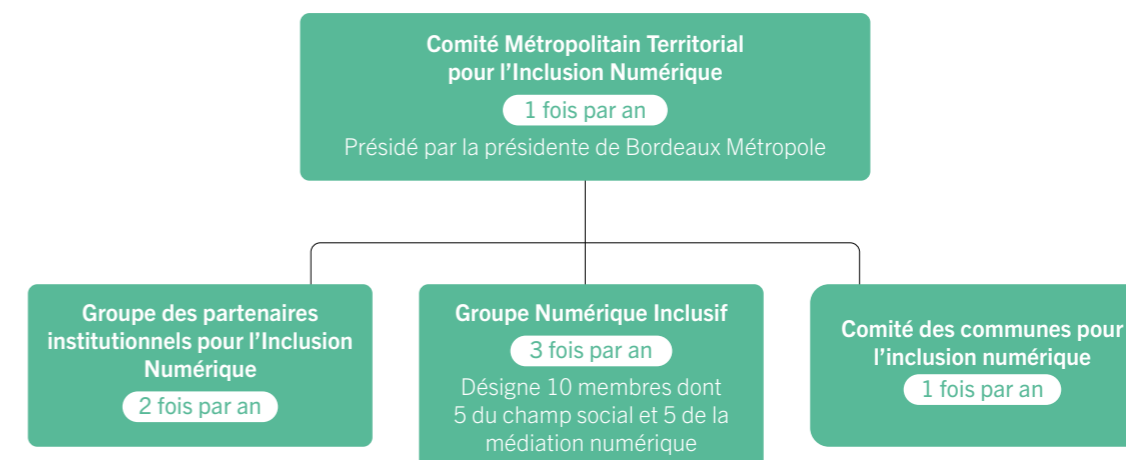 Comité Métropolitain Territorial
pour l'Inclusion Numérique
1 fois par an
Présidé par la présidente de Bordeaux Métropole
Groupe des partenaires
institutionnels pour l'Inclusion
Numérique
2 fois par an
Groupe Numérique Inclusif
3 fois par an
Désigne 10 membres dont
5 du champ social et 5 de la
médiation numérique
Comité des communes pour
l'inclusion numérique
1 fois par an